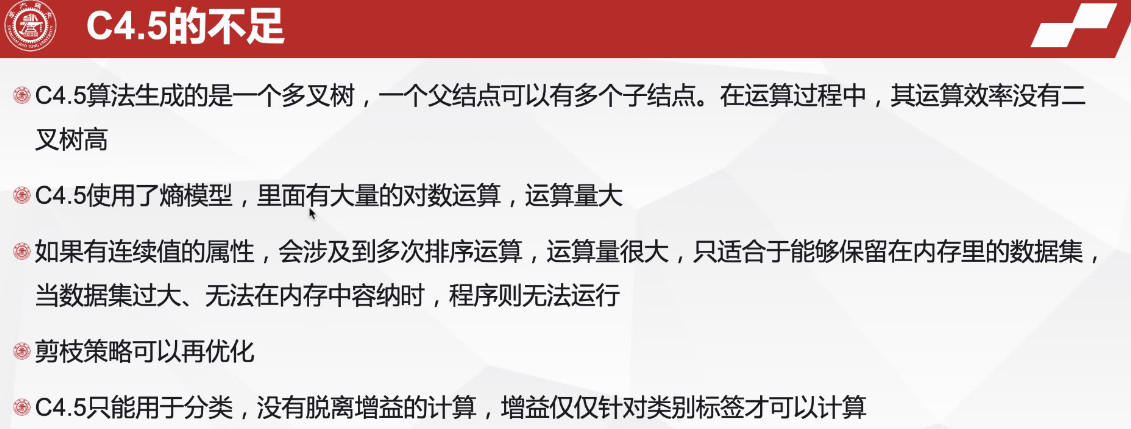 C4.5的不足
C4.5算法生成的是一个多叉树，一个父结点可以有多个子结点。在运算过程中，其运算效率没有二
叉树高
C4.5使用了熵模型，里面有大量的对数运算，运算量大
如果有连续值的属性，会涉及到多次排序运算，运算量很大，只适合于能够保留在内存里的数据集，
当数据集过大、无法在内存中容纳时，程序则无法运行
剪枝策略可以再优化
C4.5只能用于分类，没有脱离增益的计算，增益仅仅针对类别标签才可以计算